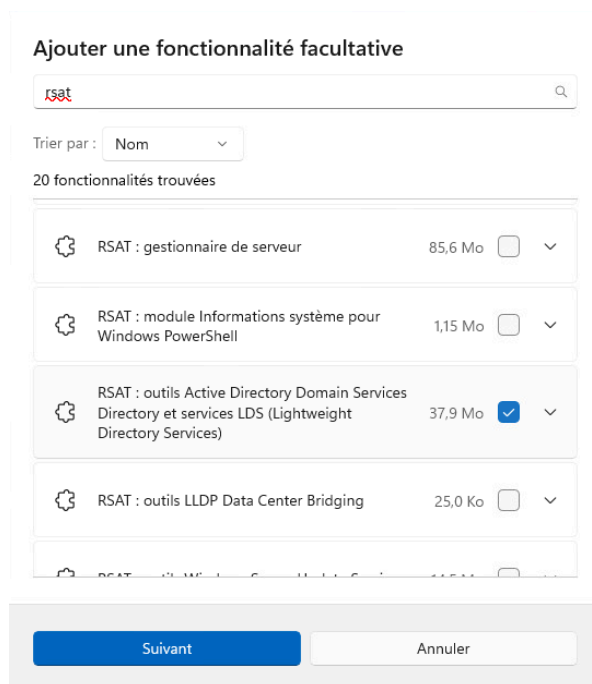 Ajouter une fonctionnalité facultative
rsat
Trier par :
Nom
20 fonctionnalités trouvées
RSAT : gestionnaire de serveur
85,6 Mo
RSAT : module Informations système pour
Windows PowerShell
1,15 Mo
RSAT : outils Active Directory Domain Services
Directory et services LDS (Lightweight
Directory Services)
37,9 Mo
RSAT : outils LLDP Data Center Bridging
25,0 Ko
Suivant
Annuler